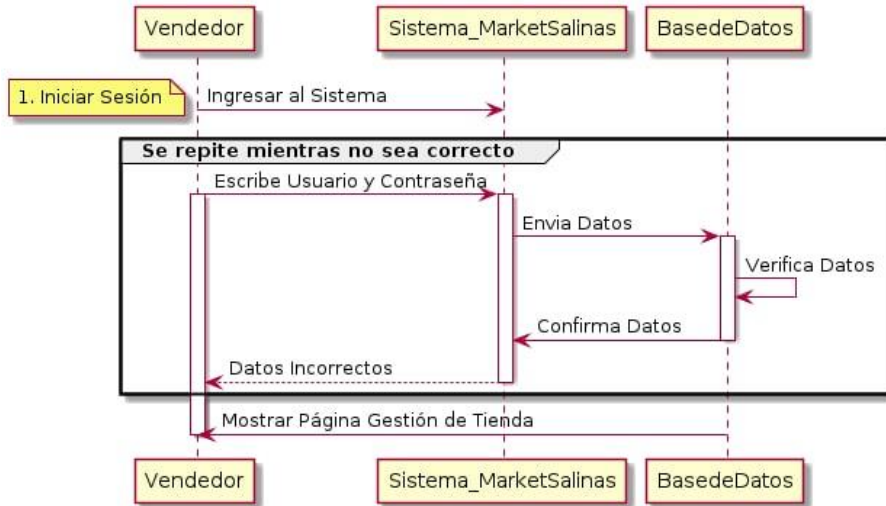 Vendedor
Sistema_MarketSalinas
BasedeDatos
1. Iniciar Sesión
Ingresar al Sistema
Se repite mientras no sea correcto
Escribe Usuario y Contraseña
Envia Datos
Verifica Datos
Confirma Datos
Datos Incorrectos
Mostrar Página Gestión de Tienda
Vendedor
Sistema_MarketSalinas
BasedeDatos